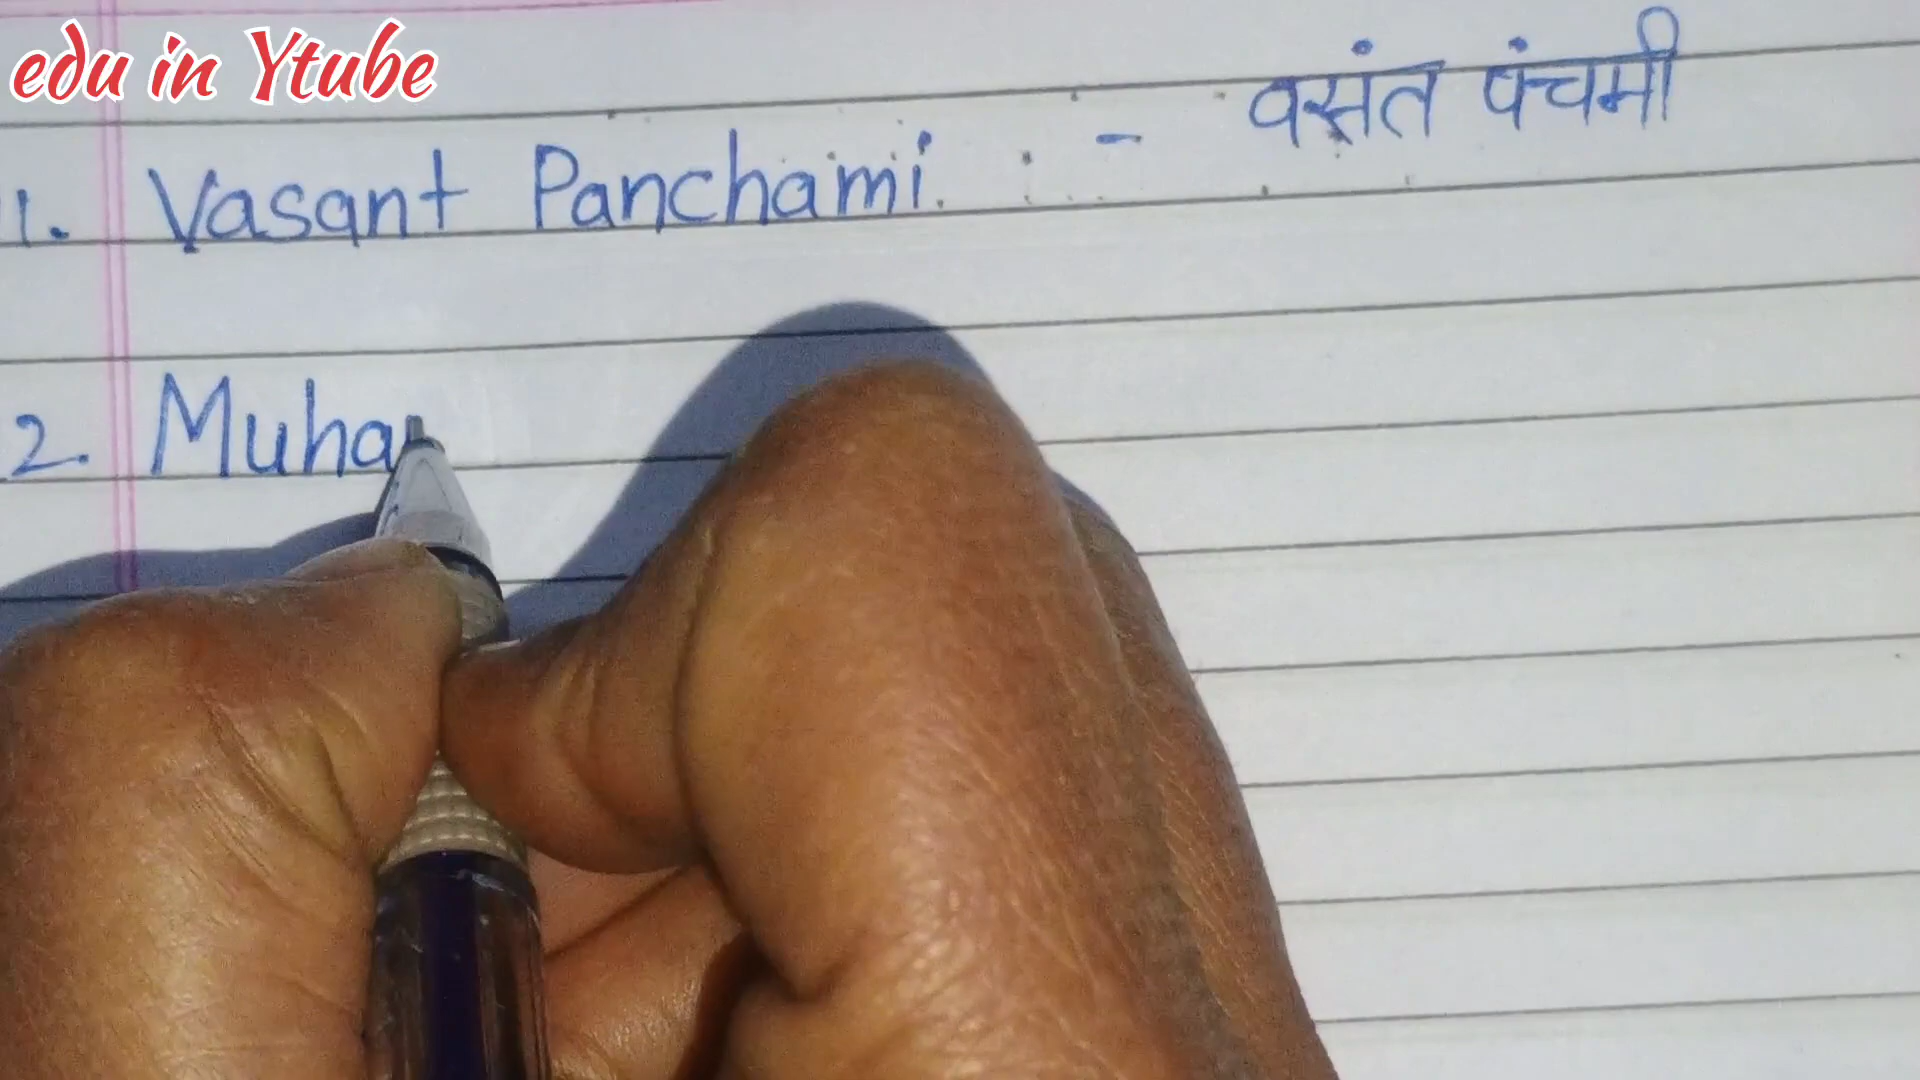 edu in Ytube
1. Vasant Panchami. - वसंत पंचमी
2. Muha